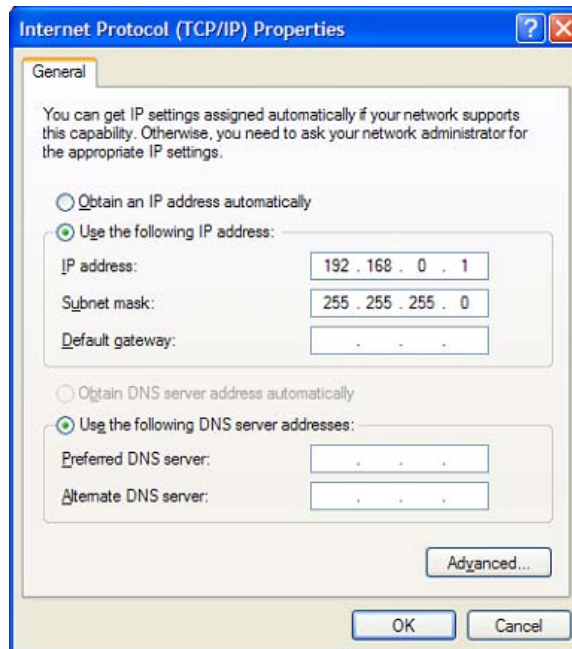 Internet Protocol (TCP/IP) Properties
General
You can get IP settings assigned automatically if your network supports
this capability. Otherwise, you need to ask your network administrator for
the appropriate IP settings.
Obtain an IP address automatically
Use the following IP address:
IP address: 192 . 168 . 0 . 1
Subnet mask: 255 . 255 . 255 . 0
Default gateway: . . .
Obtain DNS server address automatically
Use the following DNS server addresses:
Preferred DNS server: . . .
Alternate DNS server: . . .
Advanced...
OK Cancel